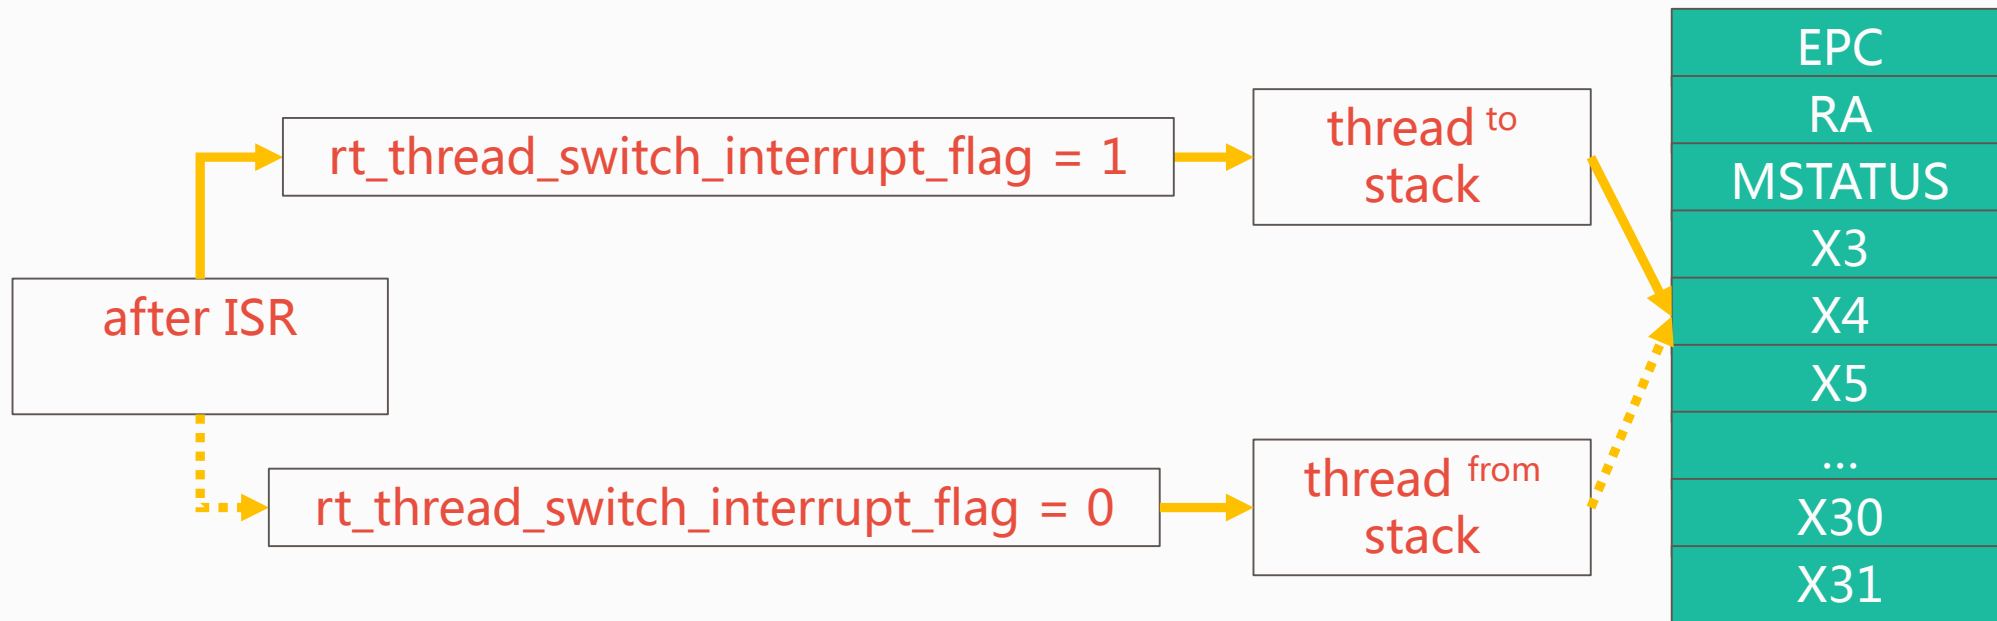 rt_thread_switch_interrupt_flag = 1
thread to
stack
after ISR
rt_thread_switch_interrupt_flag = 0
thread from
stack
EPC
RA
MSTATUS
X3
X4
X5
...
X30
X31